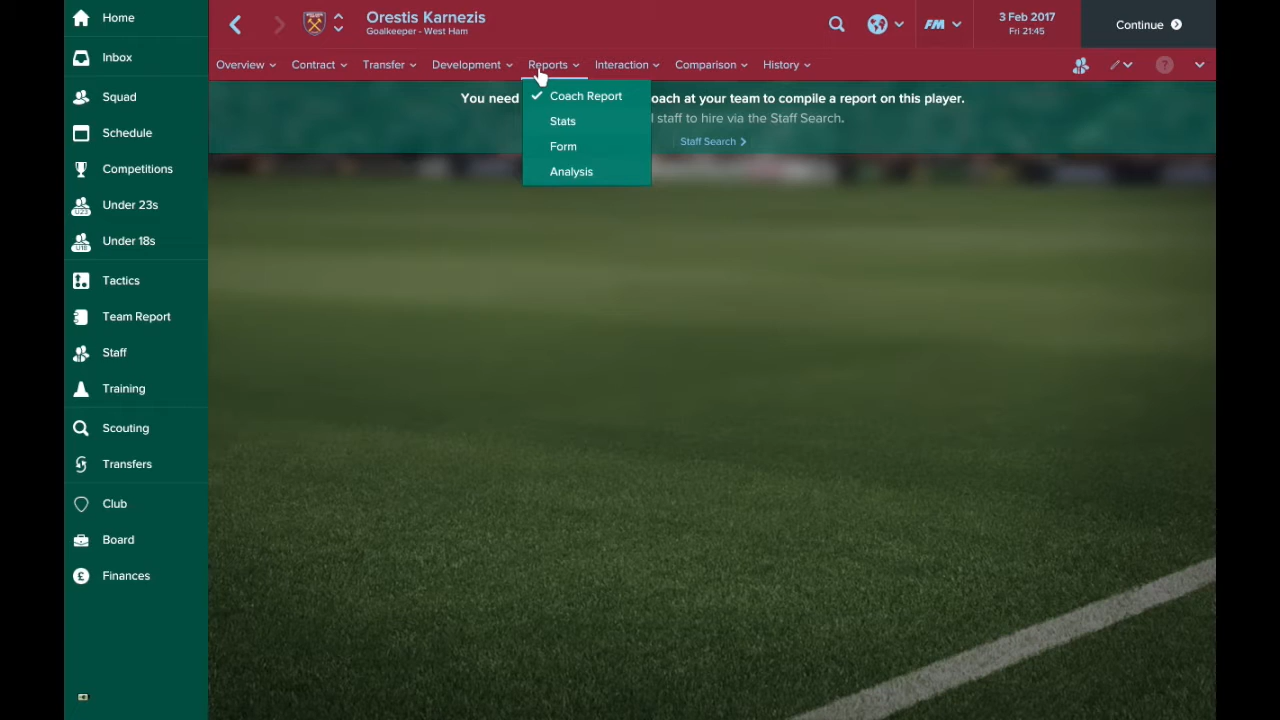 Home
Inbox
Squad
Schedule
Competitions
Under 23s
Under 18s
Tactics
Team Report
Staff
Training
Scouting
Transfers
Club
Board
Finances
Orestis Karnezis
Goalkeeper - West Ham
FM
3 Feb 2017
Fri 21:45
Continue
Overview Contract Transfer Development Reports Interaction Comparison History
You need oach at your team to compile a report on this player.
l staff to hire via the Staff Search.
Staff Search
Coach Report
Stats
Form
Analysis